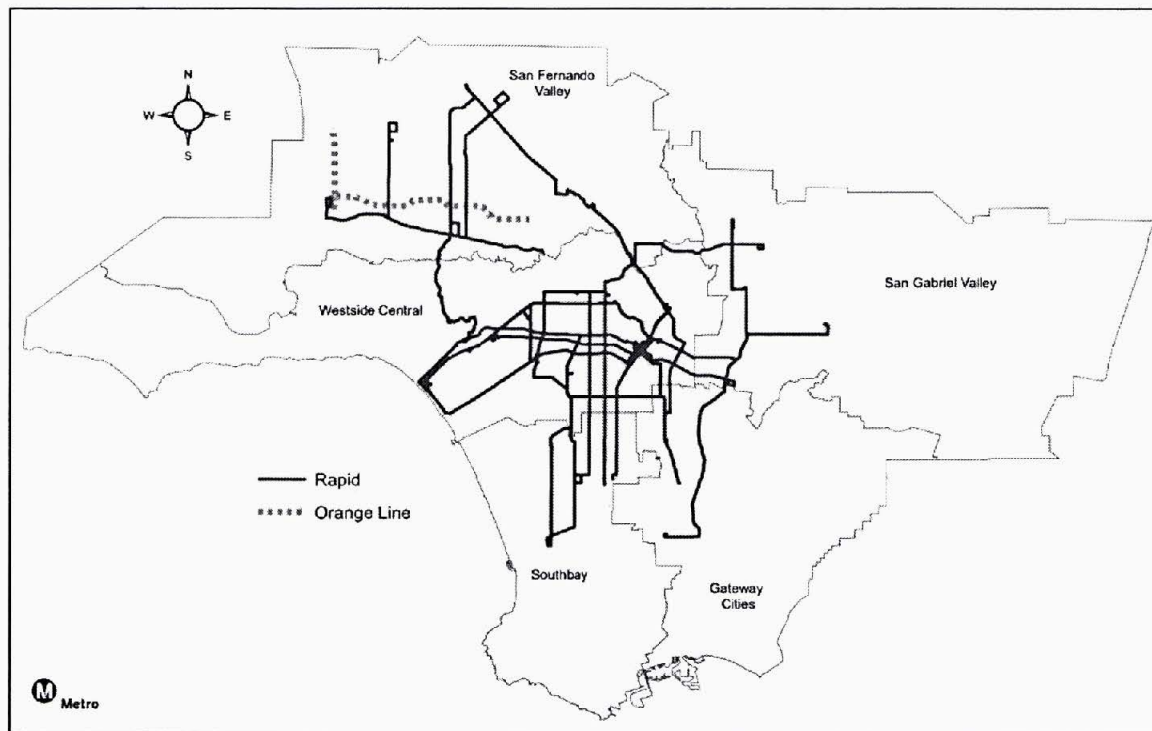 San Fernando
Valley
N
W
E
S
San Gabriel Valley
Westside Central
Rapid
Orange Line
Southbay
Gateway
Cities
M
Metro